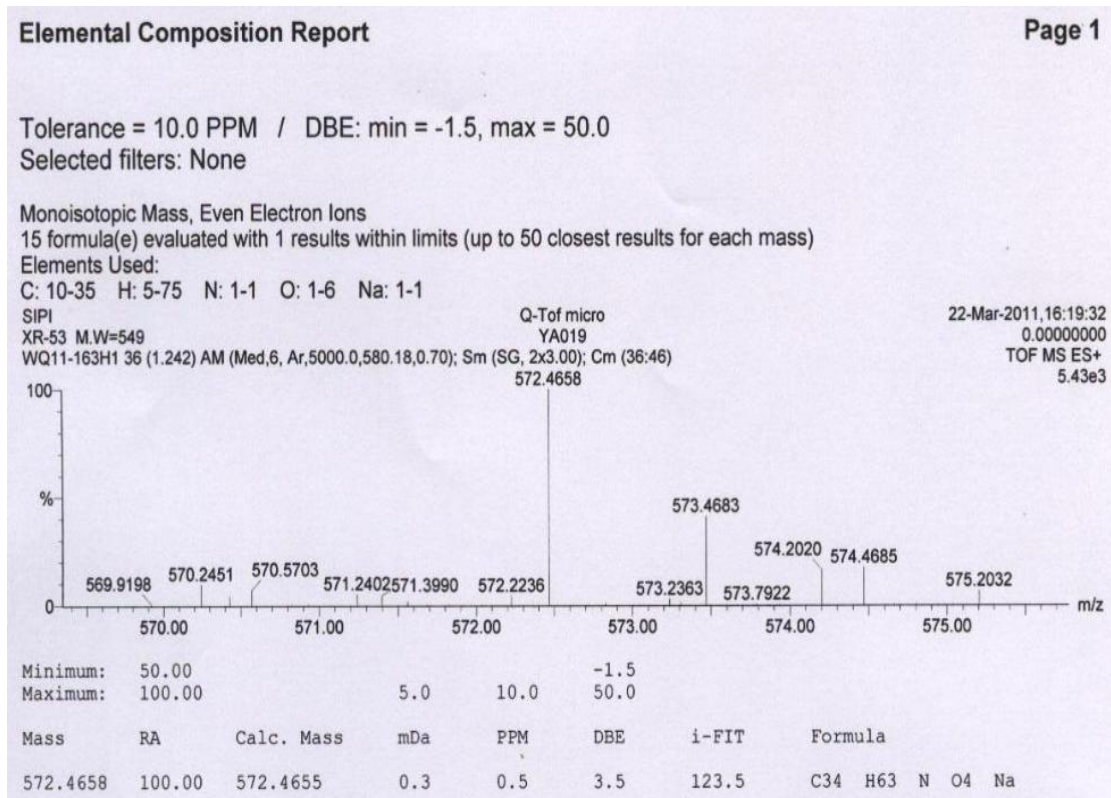 Elemental Composition Report Page 1
Tolerance = 10.0 PPM / DBE: min = -1.5, max = 50.0
Selected filters: None
Monoisotopic Mass, Even Electron Ions
15 formula(e) evaluated with 1 results within limits (up to 50 closest results for each mass)
Elements Used:
C: 10-35 H: 5-75 N: 1-1 O: 1-6 Na: 1-1
SIPI Q-Tof micro 22-Mar-2011,16:19:32
XR-53 M.W=549 YA019 0.00000000
WQ11-163H1 36 (1.242) AM (Med,6, Ar,5000.0,580.18,0.70); Sm (SG, 2x3.00); Cm (36:46) TOF MS ES+
572.4658 5.43e3
100
%
573.4683
574.2020 574.4685
569.9198 570.2451 570.5703 571.2402 571.3990 572.2236 573.2363 573.7922 575.2032
0 m/z
570.00 571.00 572.00 573.00 574.00 575.00
Minimum: 50.00 -1.5
Maximum: 100.00 5.0 10.0 50.0
Mass RA Calc. Mass mDa PPM DBE i-FIT Formula
572.4658 100.00 572.4655 0.3 0.5 3.5 123.5 C34 H63 N O4 Na